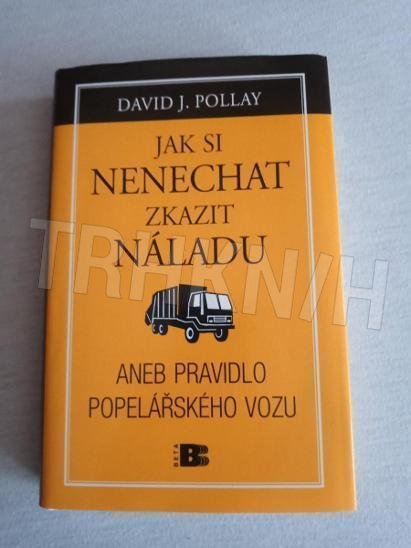 DAVID J. POLLAY
JAK SI
NENECHAT
ZKAZIT
NÁLADU
TRHKNIH
ANEB PRAVIDLO
POPELÁŘSKÉHO VOZU
BETA B